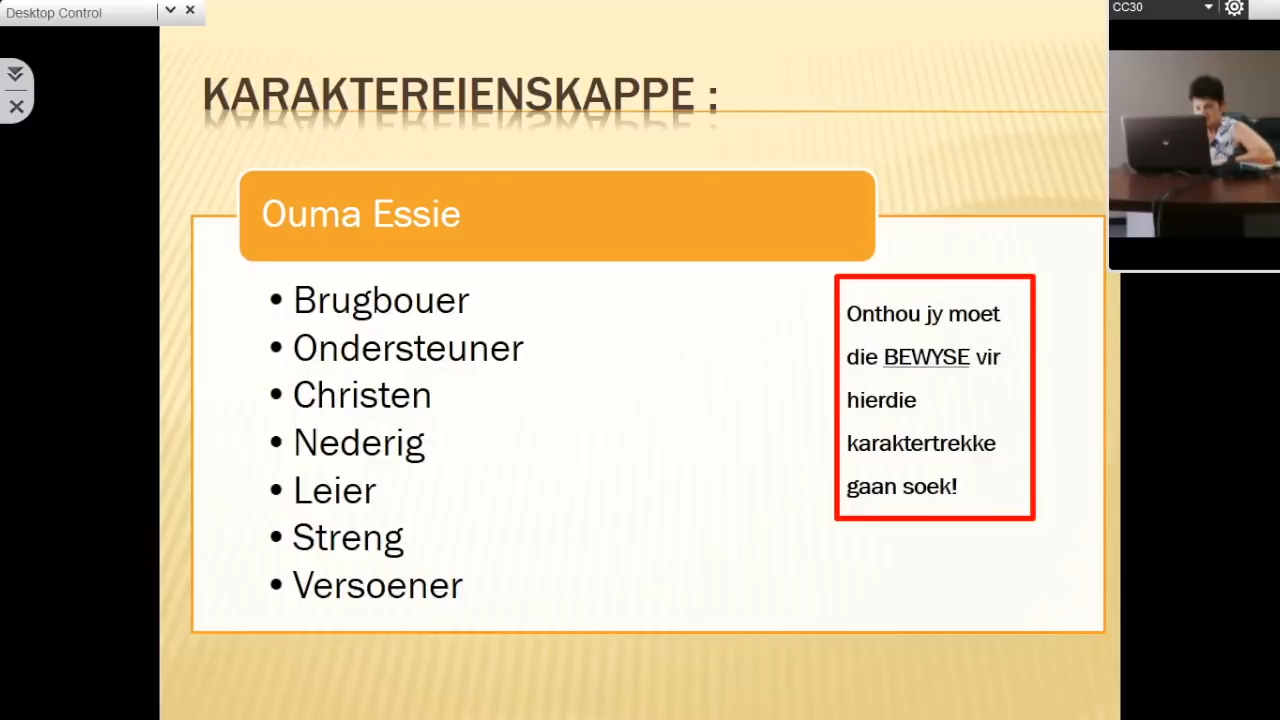 Desktop Control
CC30
KARAKTEREIENSKAPPE :
Ouma Essie
• Brugbouer
• Ondersteuner
• Christen
• Nederig
• Leier
• Streng
• Versoener
Onthou jy moet
die BEWYSE vir
hierdie
karaktertrekke
gaan soek!